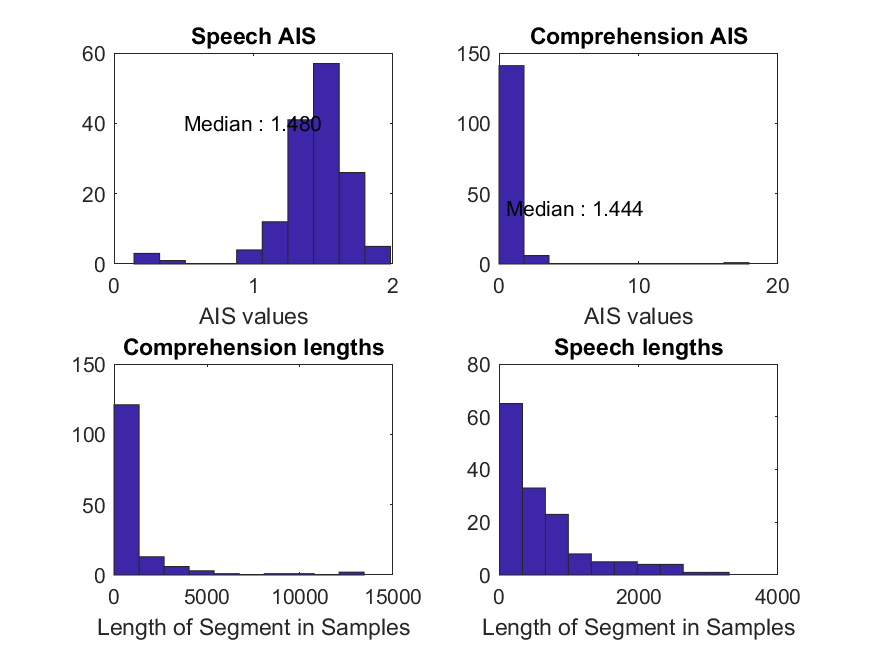 Speech AIS
60
40
20
0
Median : 1.480
0 1 2
AIS values
Comprehension AIS
150
100
50
0
Median : 1.444
0 10 20
AIS values
Comprehension lengths
150
100
50
0
0 5000 10000 15000
Length of Segment in Samples
Speech lengths
80
60
40
20
0
0 2000 4000
Length of Segment in Samples